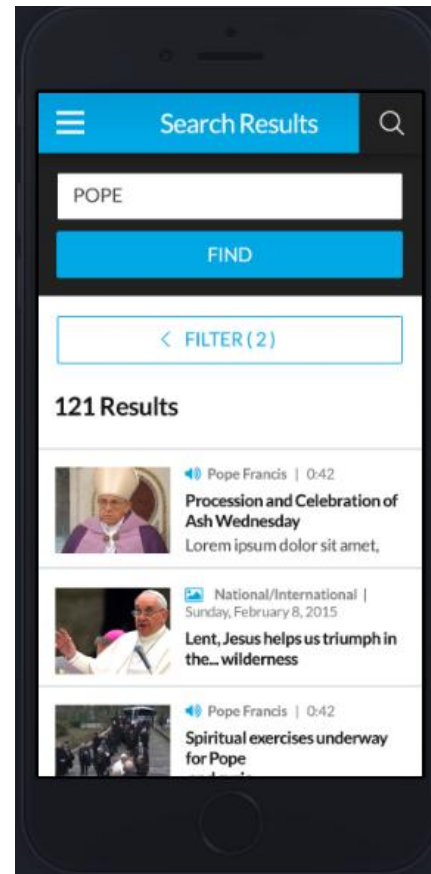 Search Results
POPE
FIND
< FILTER ( 2 )
121 Results
Pope Francis | 0:42
Procession and Celebration of
Ash Wednesday
Lorem ipsum dolor sit amet,
National/International |
Sunday, February 8, 2015
Lent, Jesus helps us triumph in
the... wilderness
Pope Francis | 0:42
Spiritual exercises underway
for Pope